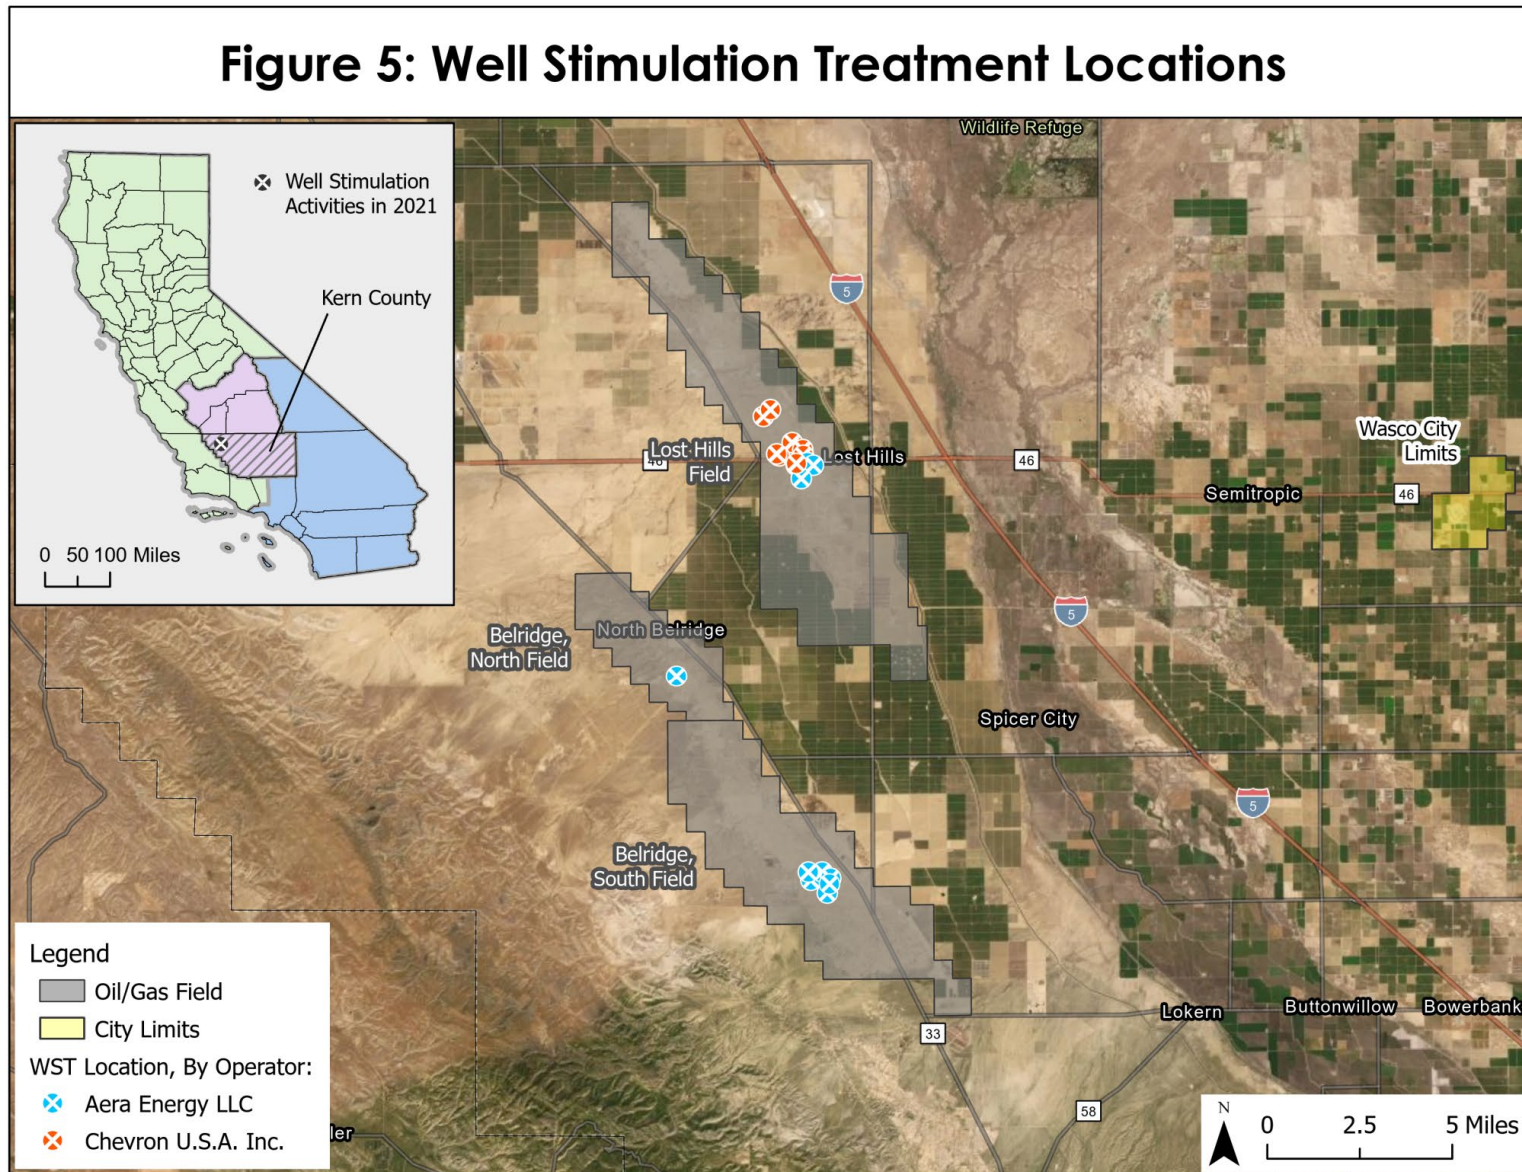 Figure 5: Well Stimulation Treatment Locations
Wildlife Refuge
Well Stimulation
Activities in 2021
Kern County
0 50 100 Miles
5
Wasco City
Limits
Lost Hills
Field
46
Lost Hills
46
Semitropic
46
5
Belridge,
North Field
North Belridge
Spicer City
5
Belridge,
South Field
Legend
Oil/Gas Field
City Limits
WST Location, By Operator:
Aera Energy LLC
Chevron U.S.A. Inc.
Lokern
Buttonwillow
Bowerbank
33
58
N
0 2.5 5 Miles